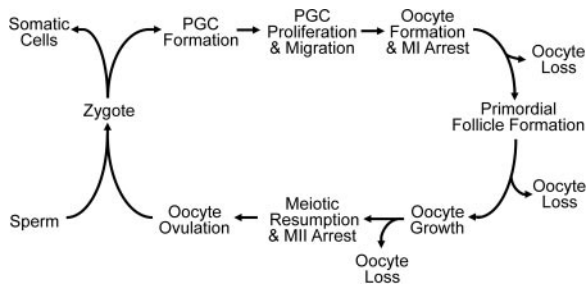 Somatic
Cells
PGC
Formation
PGC
Proliferation
& Migration
Oocyte
Formation
& MI Arrest
Oocyte
Loss
Zygote
Primordial
Follicle Formation
Oocyte
Loss
Sperm
Oocyte
Ovulation
Meiotic
Resumption
& MII Arrest
Oocyte
Growth
Oocyte
Loss